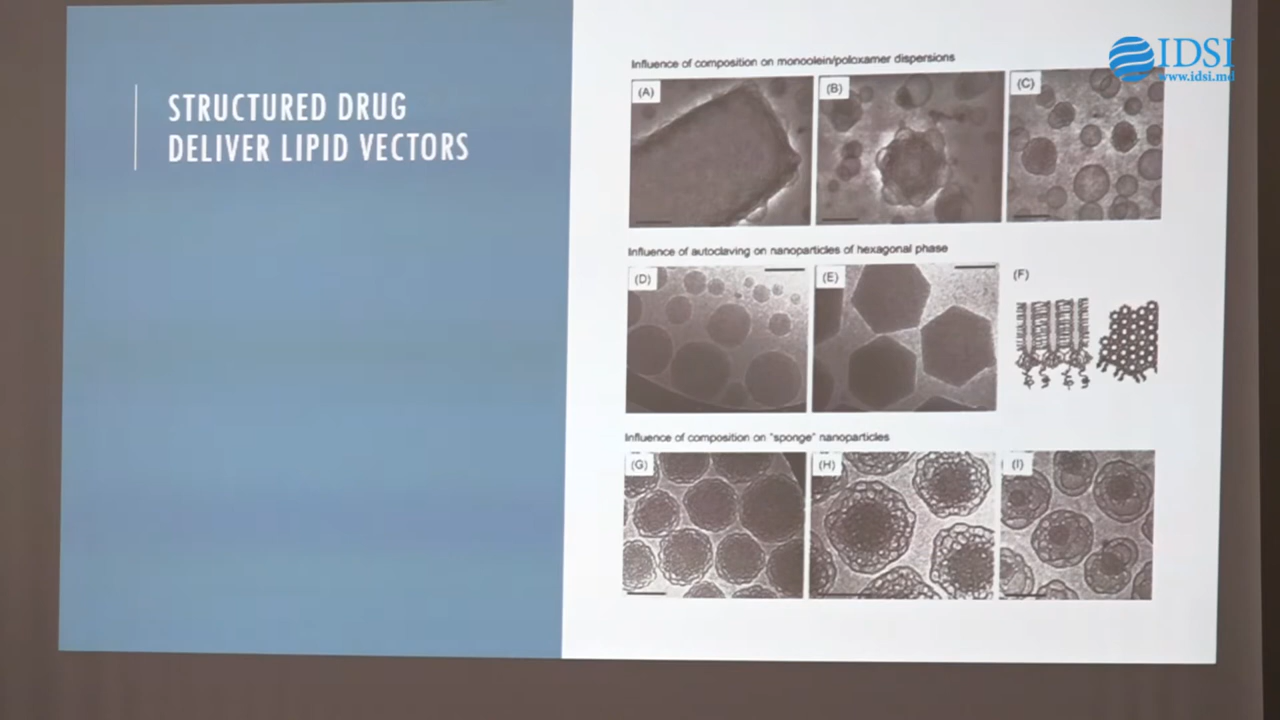 STRUCTURED DRUG
DELIVER LIPID VECTORS
IDSI
www.idsi.md
Influence of composition on monoolein/poloxamer dispersions
(A)
(B)
(C)
Influence of autoclaving on nanoparticles of hexagonal phase
(D)
(E)
(F)
Influence of composition on "sponge" nanoparticles
(G)
(H)
(I)